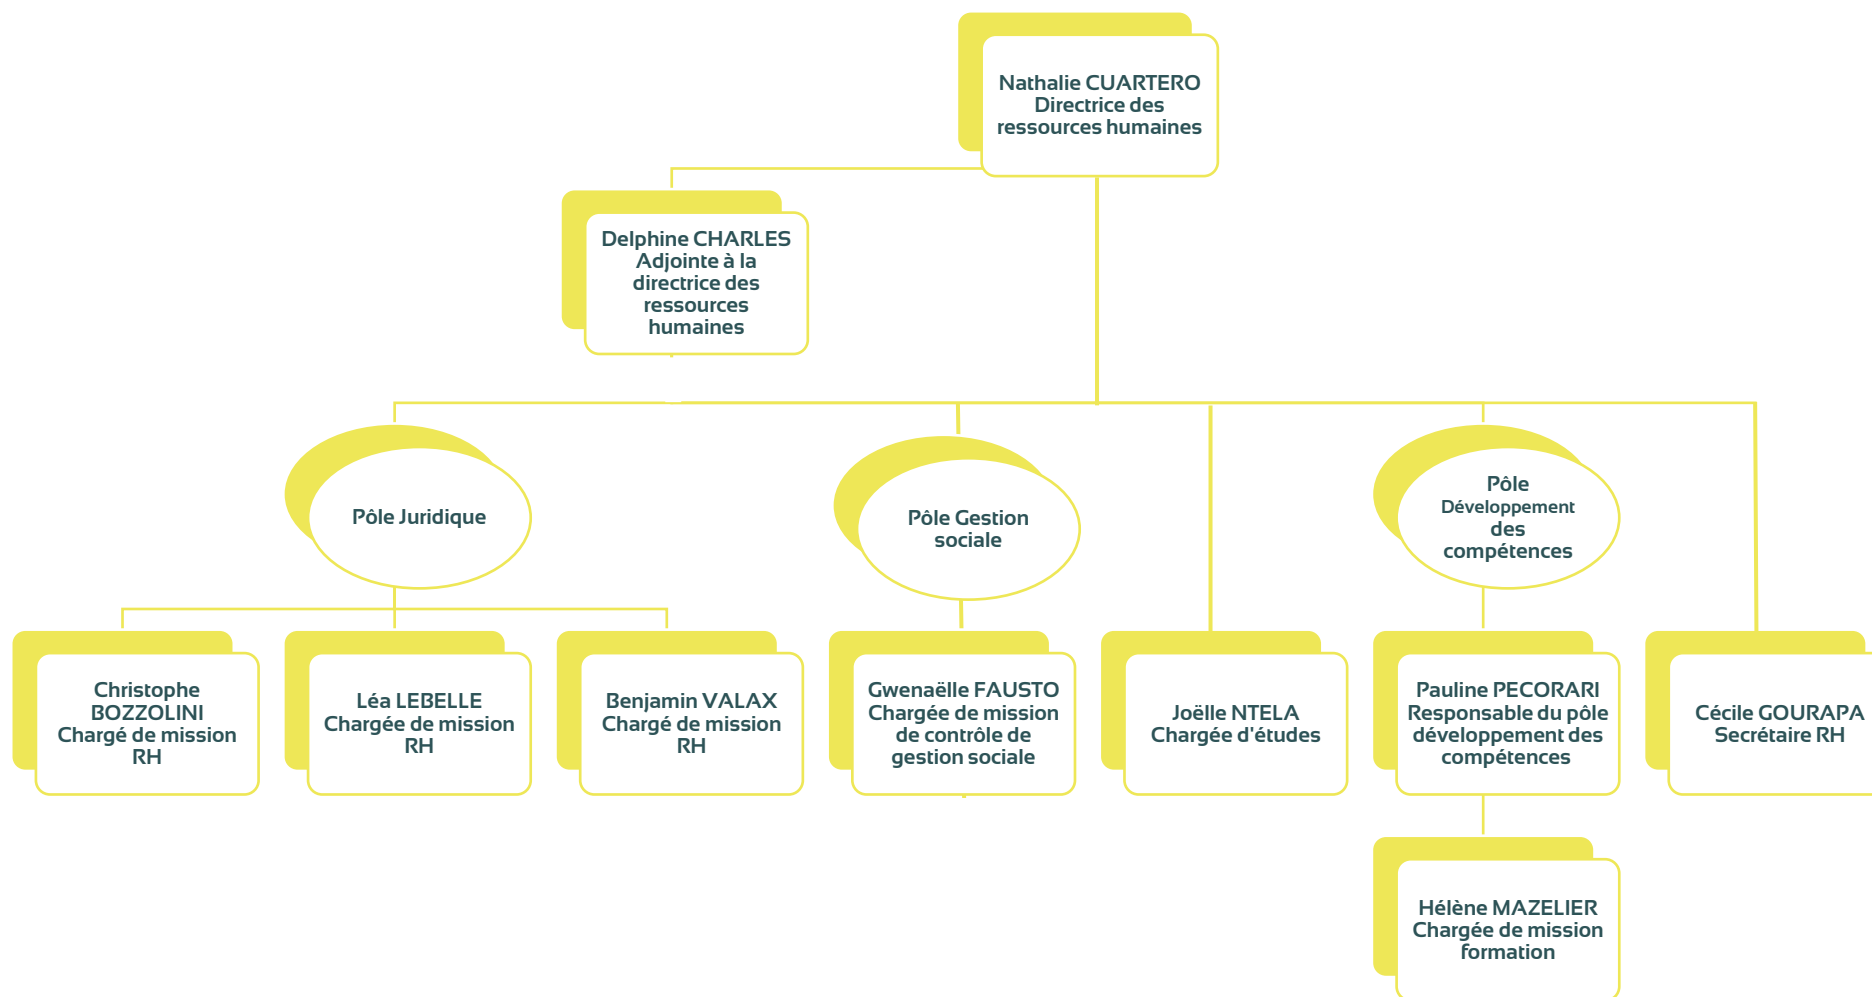 Nathalie CUARTERO
Directrice des
ressources humaines
Delphine CHARLES
Adjointe à la
directrice des
ressources
humaines
Pôle Juridique
Pôle Gestion
sociale
Pôle
Développement
des
compétences
Christophe
BOZZOLINI
Chargé de mission
RH
Léa LEBELLE
Chargée de mission
RH
Benjamin VALAX
Chargé de mission
RH
Gwenaëlle FAUSTO
Chargée de mission
de contrôle de
gestion sociale
Joëlle NTELA
Chargée d'études
Pauline PECORARI
Responsable du pôle
développement des
compétences
Cécile GOURAPA
Secrétaire RH
Hélène MAZELIER
Chargée de mission
formation